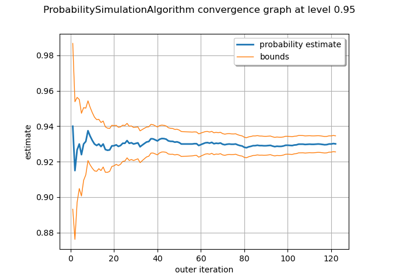 ProbabilitySimulationAlgorithm convergence graph at level 0.95
probability estimate
bounds
0.98
0.96
0.94
0.92
0.90
0.88
estimate
0
20
40
60
80
100
120
outer iteration